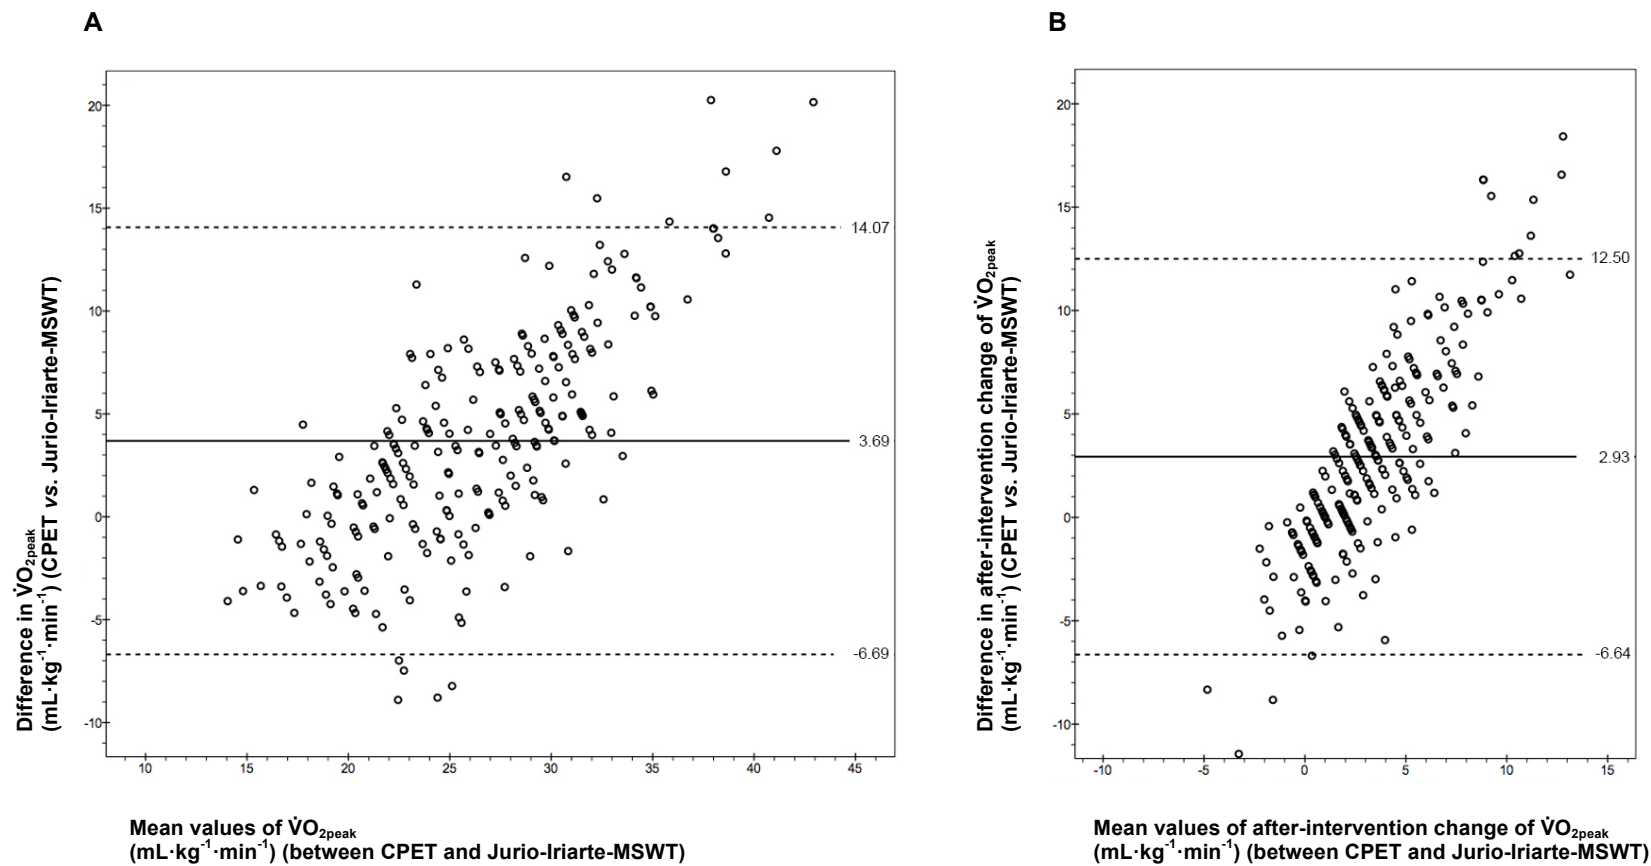 A
Difference in V̇O2peak
(mL·kg-1·min-1) (CPET vs. Jurio-Iriarte-MSWT)
20
15
10
5
0
-5
-10
14.07
3.69
-6.69
10 15 20 25 30 35 40 45
Mean values of V̇O2peak
(mL·kg-1·min-1) (between CPET and Jurio-Iriarte-MSWT)
B
Difference in after-intervention change of V̇O2peak
(mL·kg-1·min-1) (CPET vs. Jurio-Iriarte-MSWT)
20
15
10
5
0
-5
-10
12.50
2.93
-6.64
-10 -5 0 5 10 15
Mean values of after-intervention change of V̇O2peak
(mL·kg-1·min-1) (between CPET and Jurio-Iriarte-MSWT)